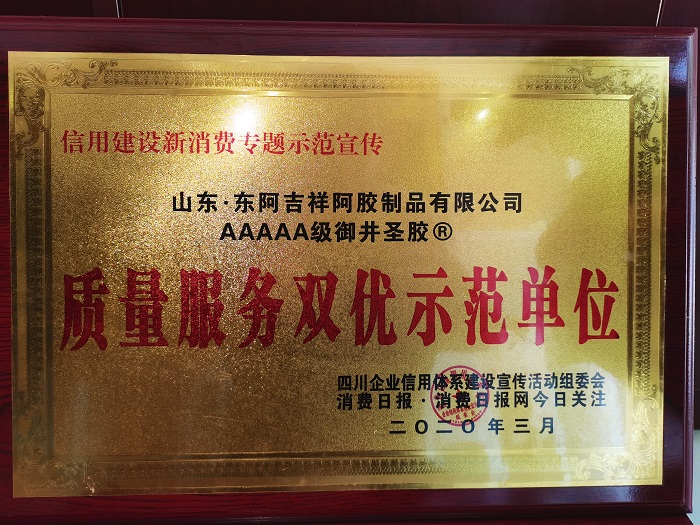 信用建设新消费专题示范宣传
山东·东阿吉祥阿胶制品有限公司
AAAAA级御井圣胶®
质量服务双优示范单位
四川企业信用体系建设宣传活动组委会
消费日报·消费日报网今日关注
二〇二〇年三月